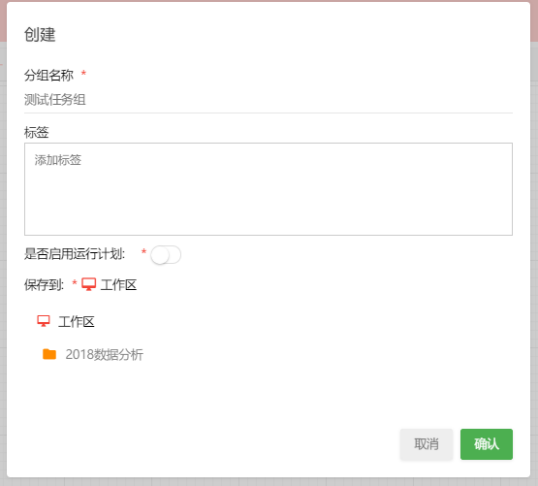 创建
分组名称 *
测试任务组
标签
添加标签
是否启用运行计划: *
保存到: * 工作区
工作区
2018数据分析
取消 确认